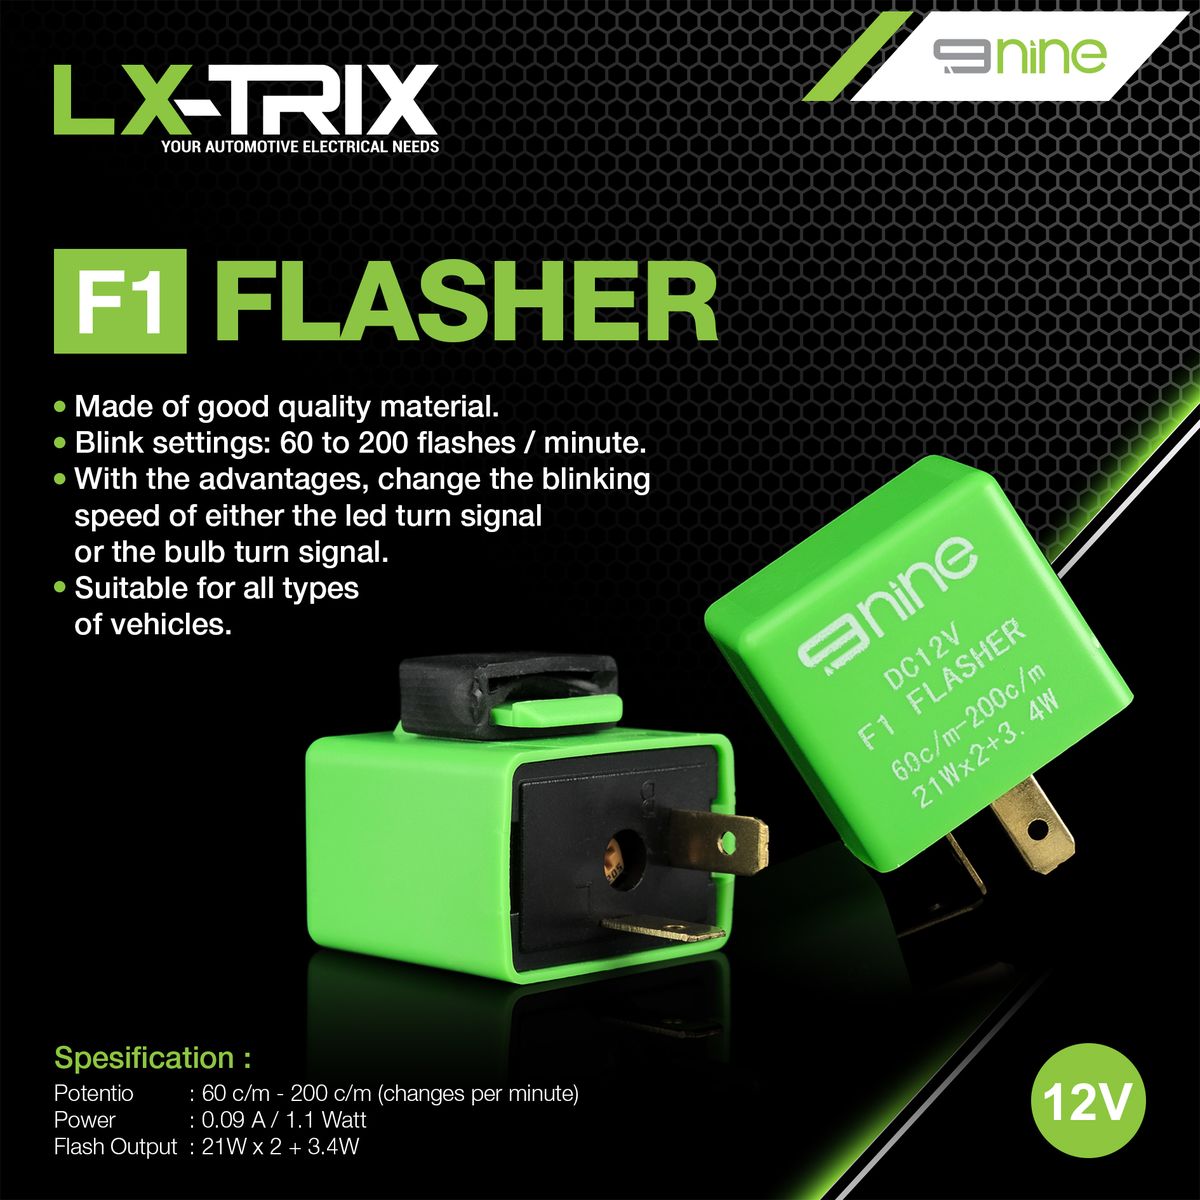 9nine
LX-TRIX
YOUR AUTOMOTIVE ELECTRICAL NEEDS
F1 FLASHER
• Made of good quality material.
• Blink settings: 60 to 200 flashes / minute.
• With the advantages, change the blinking
speed of either the led turn signal
or the bulb turn signal.
• Suitable for all types
of vehicles.
9nine
DC12V
F1 FLASHER
60c/m-200c/m
21Wx2+3.4W
Spesification :
Potentio : 60 c/m - 200 c/m (changes per minute)
Power : 0.09 A / 1.1 Watt
Flash Output : 21W x 2 + 3.4W
12V